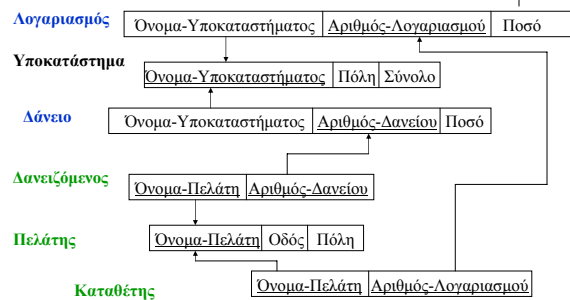 Λογαριασμός Όνομα-Υποκαταστήματος Αριθμός-Λογαριασμού Ποσό
Υποκατάστημα Όνομα-Υποκαταστήματος Πόλη Σύνολο
Δάνειο Όνομα-Υποκαταστήματος Αριθμός-Δανείου Ποσό
Δανειζόμενος Όνομα-Πελάτη Αριθμός-Δανείου
Πελάτης Όνομα-Πελάτη Οδός Πόλη
Καταθέτης Όνομα-Πελάτη Αριθμός-Λογαριασμού